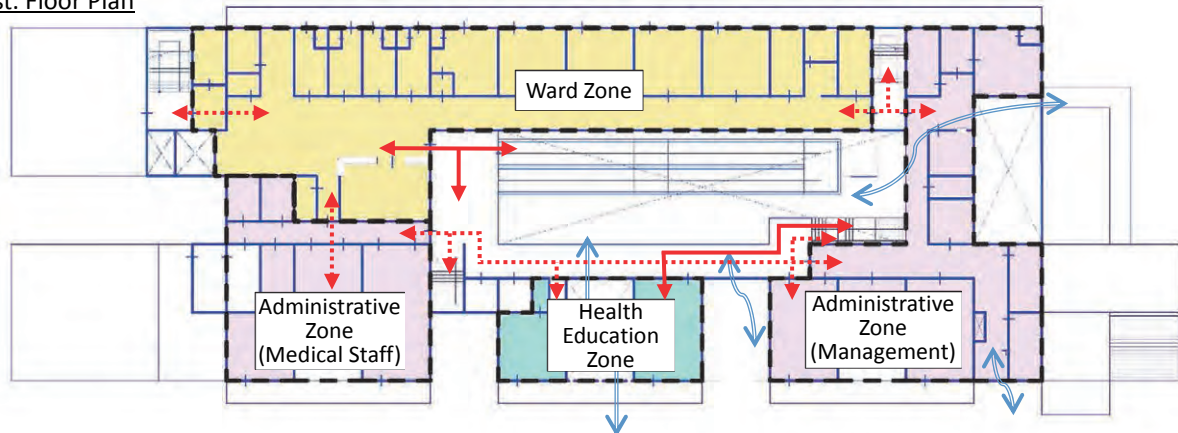 st. Floor Plan
Ward Zone
Administrative
Zone
(Medical Staff)
Health
Education
Zone
Administrative
Zone
(Management)